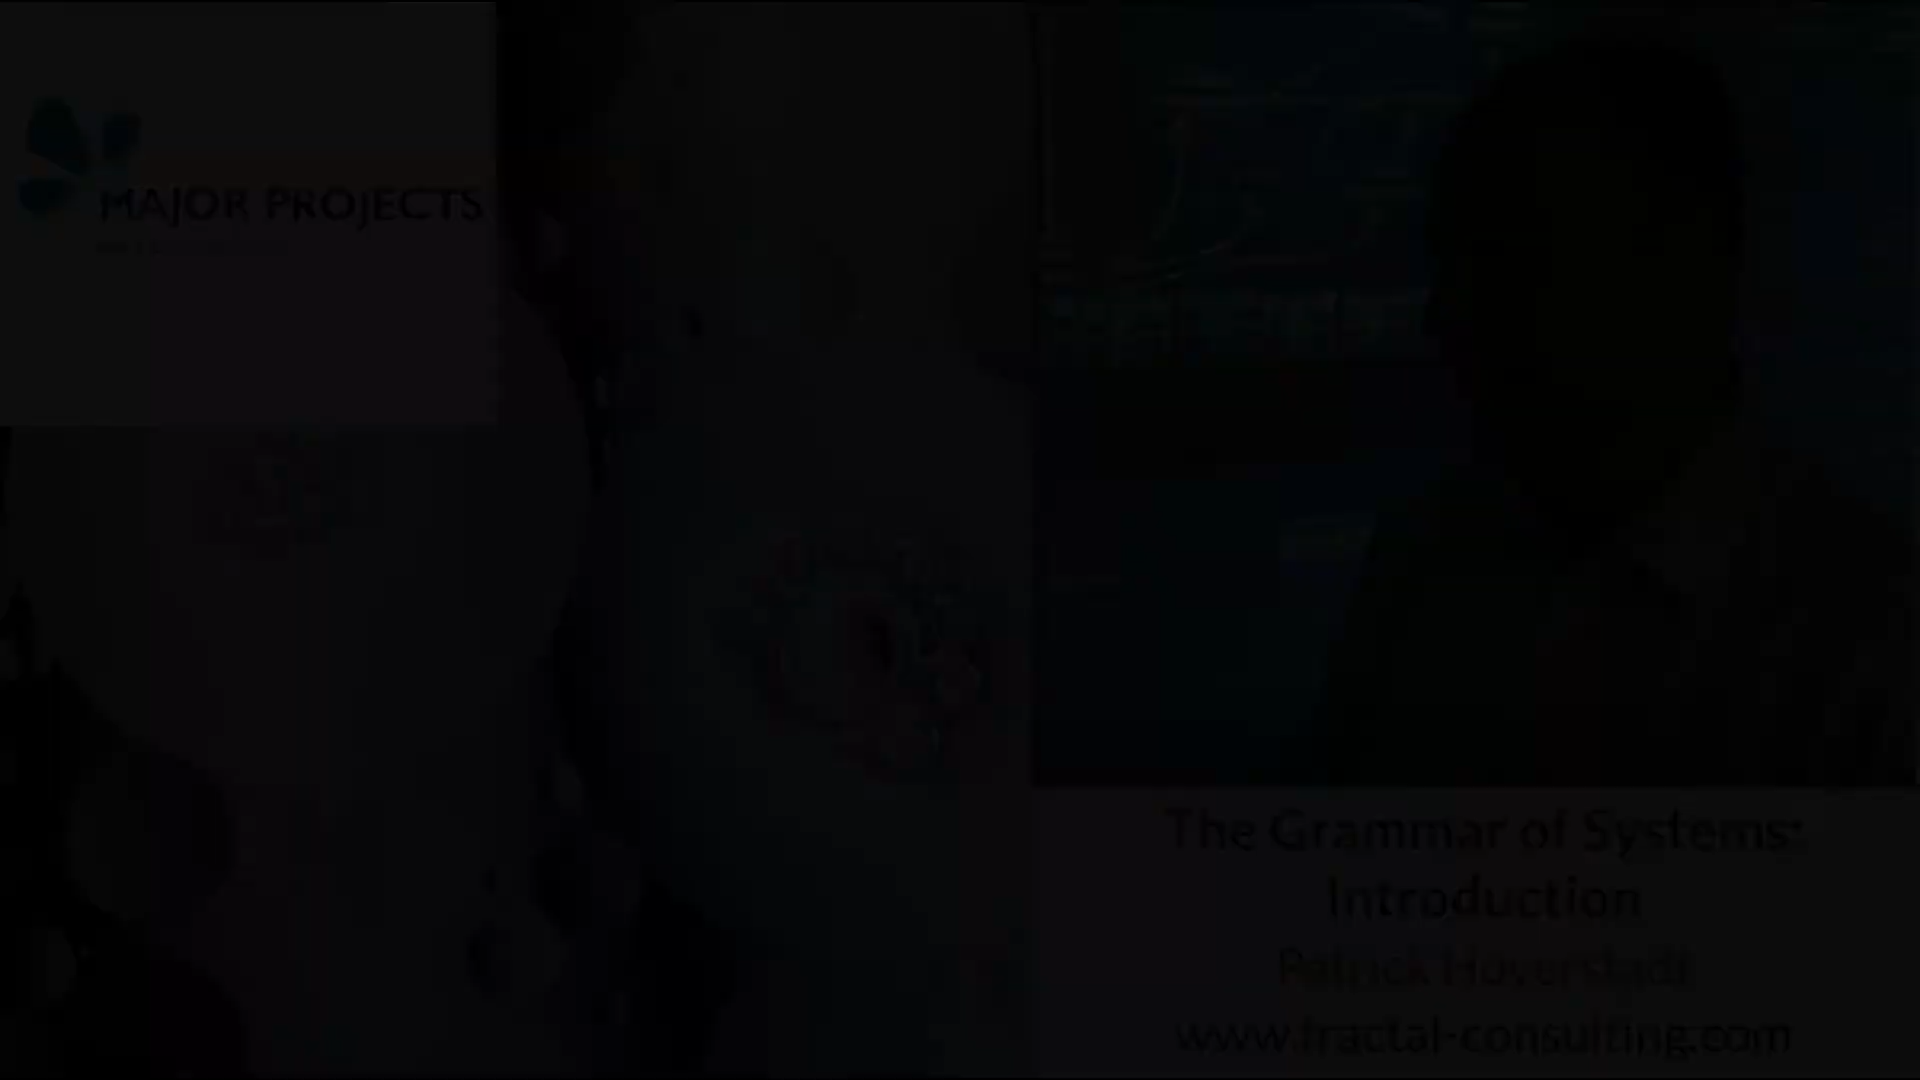 MAJOR PROJECTS
The Grammar of Systems:
Introduction
Patrick Hoverstadt
www.fractal-consulting.com